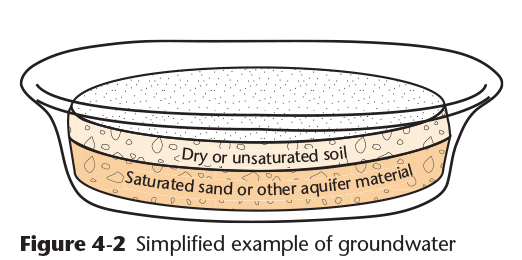 Dry or unsaturated soil
Saturated sand or other aquifer material
Figure 4-2 Simplified example of groundwater